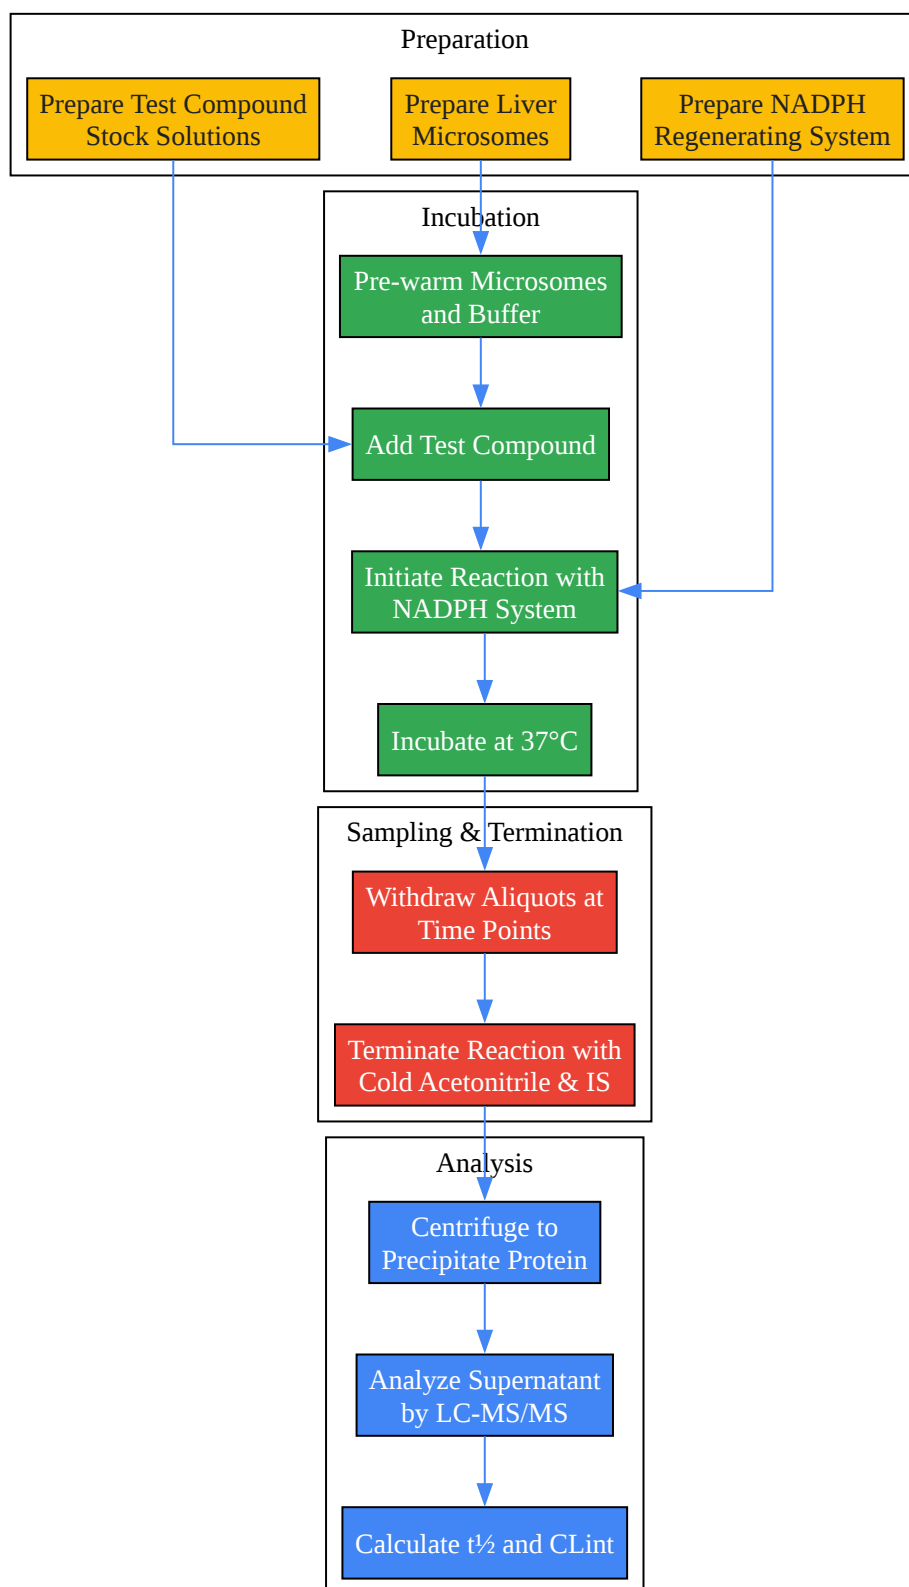 Preparation
Prepare Test Compound
Stock Solutions
Prepare Liver
Microsomes
Prepare NADPH
Regenerating System
Incubation
Pre-warm Microsomes
and Buffer
Add Test Compound
Initiate Reaction with
NADPH System
Incubate at 37°C
Sampling & Termination
Withdraw Aliquots at
Time Points
Terminate Reaction with
Cold Acetonitrile & IS
Analysis
Centrifuge to
Precipitate Protein
Analyze Supernatant
by LC-MS/MS
Calculate t½ and CLint